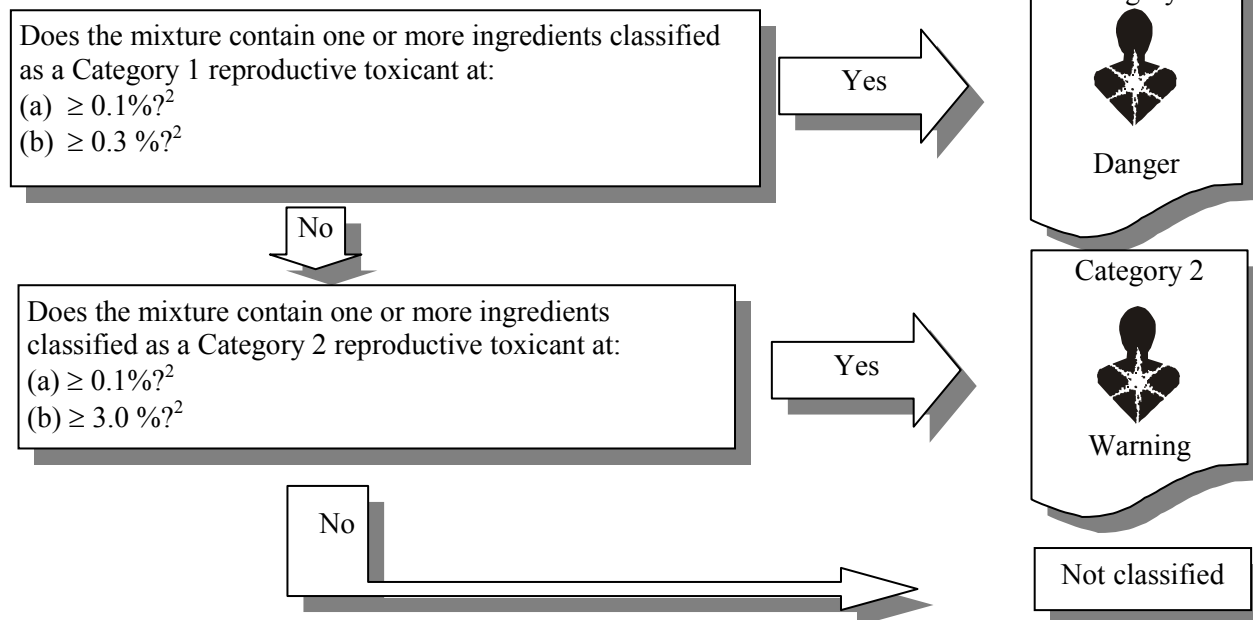 Does the mixture contain one or more ingredients classified
as a Category 1 reproductive toxicant at:
(a) ≥ 0.1%?²
(b) ≥ 0.3 %?²
Yes
Danger
No
Does the mixture contain one or more ingredients
classified as a Category 2 reproductive toxicant at:
(a) ≥ 0.1%?²
(b) ≥ 3.0 %?²
Yes
Category 2
Warning
No
Not classified